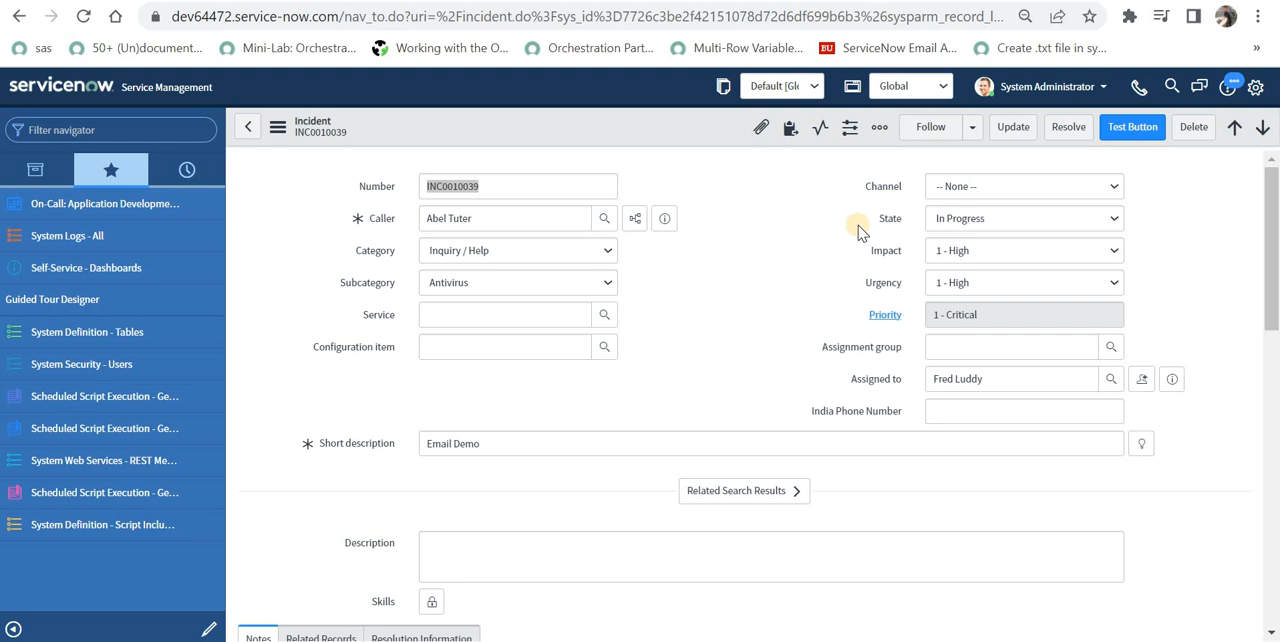 dev64472.service-now.com/nav_to.do?uri=%2Fincident.do%3Fsys_id%3D7726c3be2f42151078d72d6df699b6b3%26sysparm_record_l...
sas
50+ (Un)document...
Mini-Lab: Orchestra...
Working with the O...
Orchestration Part...
Multi-Row Variable...
BU
ServiceNow Email A...
Create .txt file in sy...
»
servicenow Service Management
Default [Glo
Global
System Administrator
Filter navigator
On-Call: Application Developme...
System Logs - All
Self-Service - Dashboards
Guided Tour Designer
System Definition - Tables
System Security - Users
Scheduled Script Execution - Ge...
Scheduled Script Execution - Ge...
System Web Services - REST Me...
Scheduled Script Execution - Ge...
System Definition - Script Inclu...
Incident
INC0010039
Follow
Update
Resolve
Test Button
Delete
Number INC0010039
Caller Abel Tuter
Category Inquiry / Help
Subcategory Antivirus
Service
Configuration item
Channel -- None --
State In Progress
Impact 1 - High
Urgency 1 - High
Priority 1 - Critical
Assignment group
Assigned to Fred Luddy
India Phone Number
Short description Email Demo
Related Search Results
Description
Skills
Notes
Related Records
Resolution Information